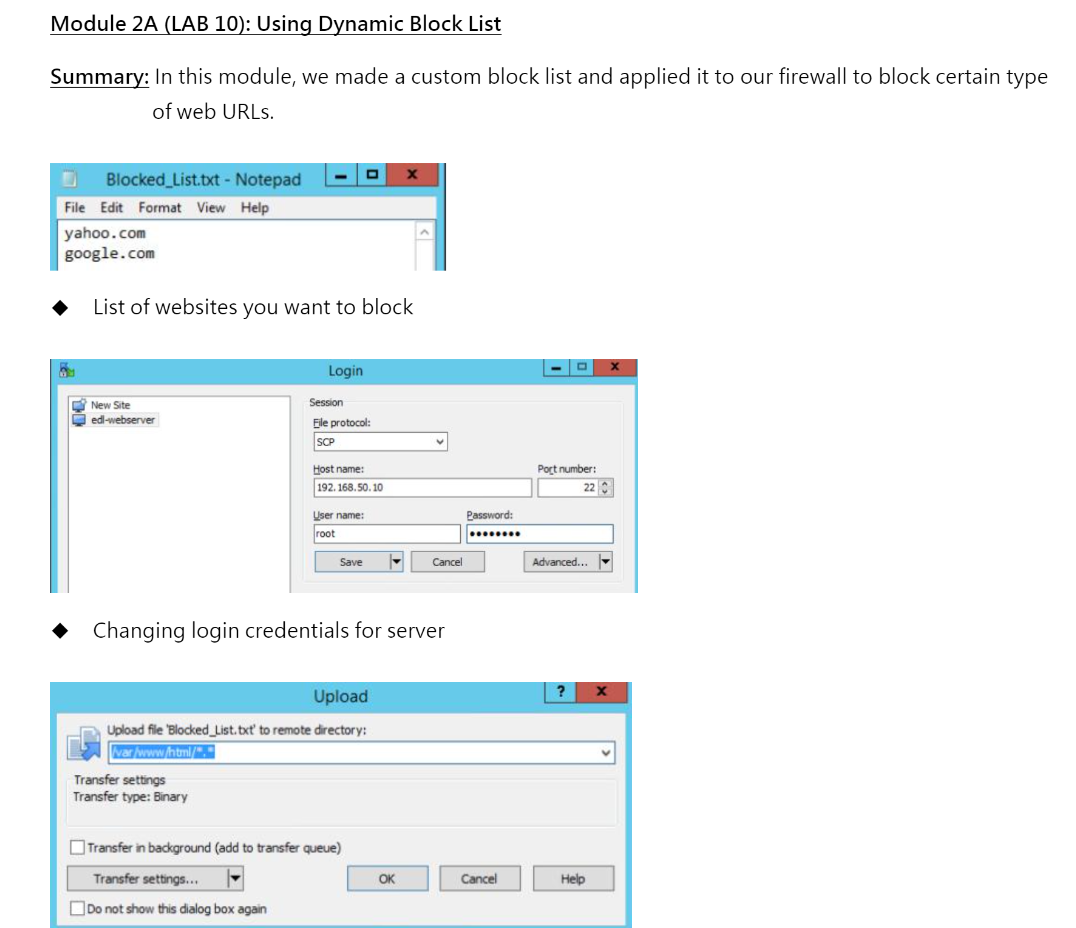 Module 2A (LAB 10): Using Dynamic Block List
Summary: In this module, we made a custom block list and applied it to our firewall to block certain type
of web URLs.
Blocked_List.txt - Notepad
File Edit Format View Help
yahoo.com
google.com
◆ List of websites you want to block
Login
New Site
edl-webserver
Session
File protocol:
SCP
Host name:
Port number:
192.168.50.10
22
User name:
Password:
root
••••••••
Save
Cancel
Advanced...
◆ Changing login credentials for server
Upload
Upload file 'Blocked_List.txt' to remote directory:
/var/www/html/*.*
Transfer settings
Transfer type: Binary
Transfer in background (add to transfer queue)
Transfer settings...
OK
Cancel
Help
Do not show this dialog box again